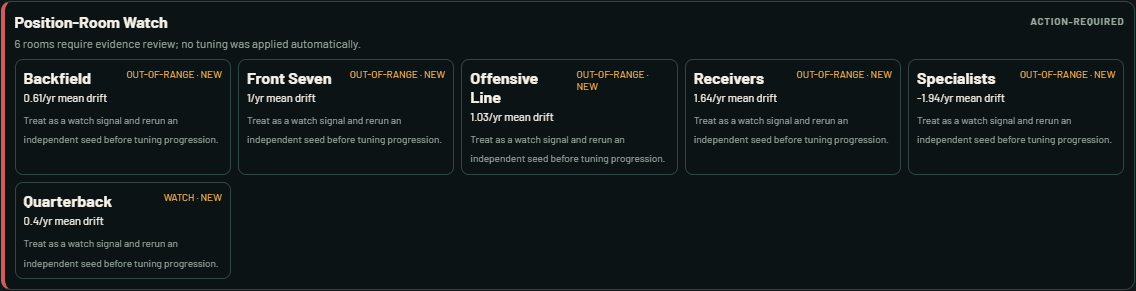 Position-Room Watch
ACTION-REQUIRED
6 rooms require evidence review; no tuning was applied automatically.
Backfield
OUT-OF-RANGE · NEW
0.61/yr mean drift
Treat as a watch signal and rerun an
independent seed before tuning progression.
Front Seven
OUT-OF-RANGE · NEW
1/yr mean drift
Treat as a watch signal and rerun an
independent seed before tuning progression.
Offensive
Line
OUT-OF-RANGE ·
NEW
1.03/yr mean drift
Treat as a watch signal and rerun an
independent seed before tuning progression.
Receivers
OUT-OF-RANGE · NEW
1.64/yr mean drift
Treat as a watch signal and rerun an
independent seed before tuning progression.
Specialists
OUT-OF-RANGE · NEW
-1.94/yr mean drift
Treat as a watch signal and rerun an
independent seed before tuning progression.
Quarterback
WATCH · NEW
0.4/yr mean drift
Treat as a watch signal and rerun an
independent seed before tuning progression.